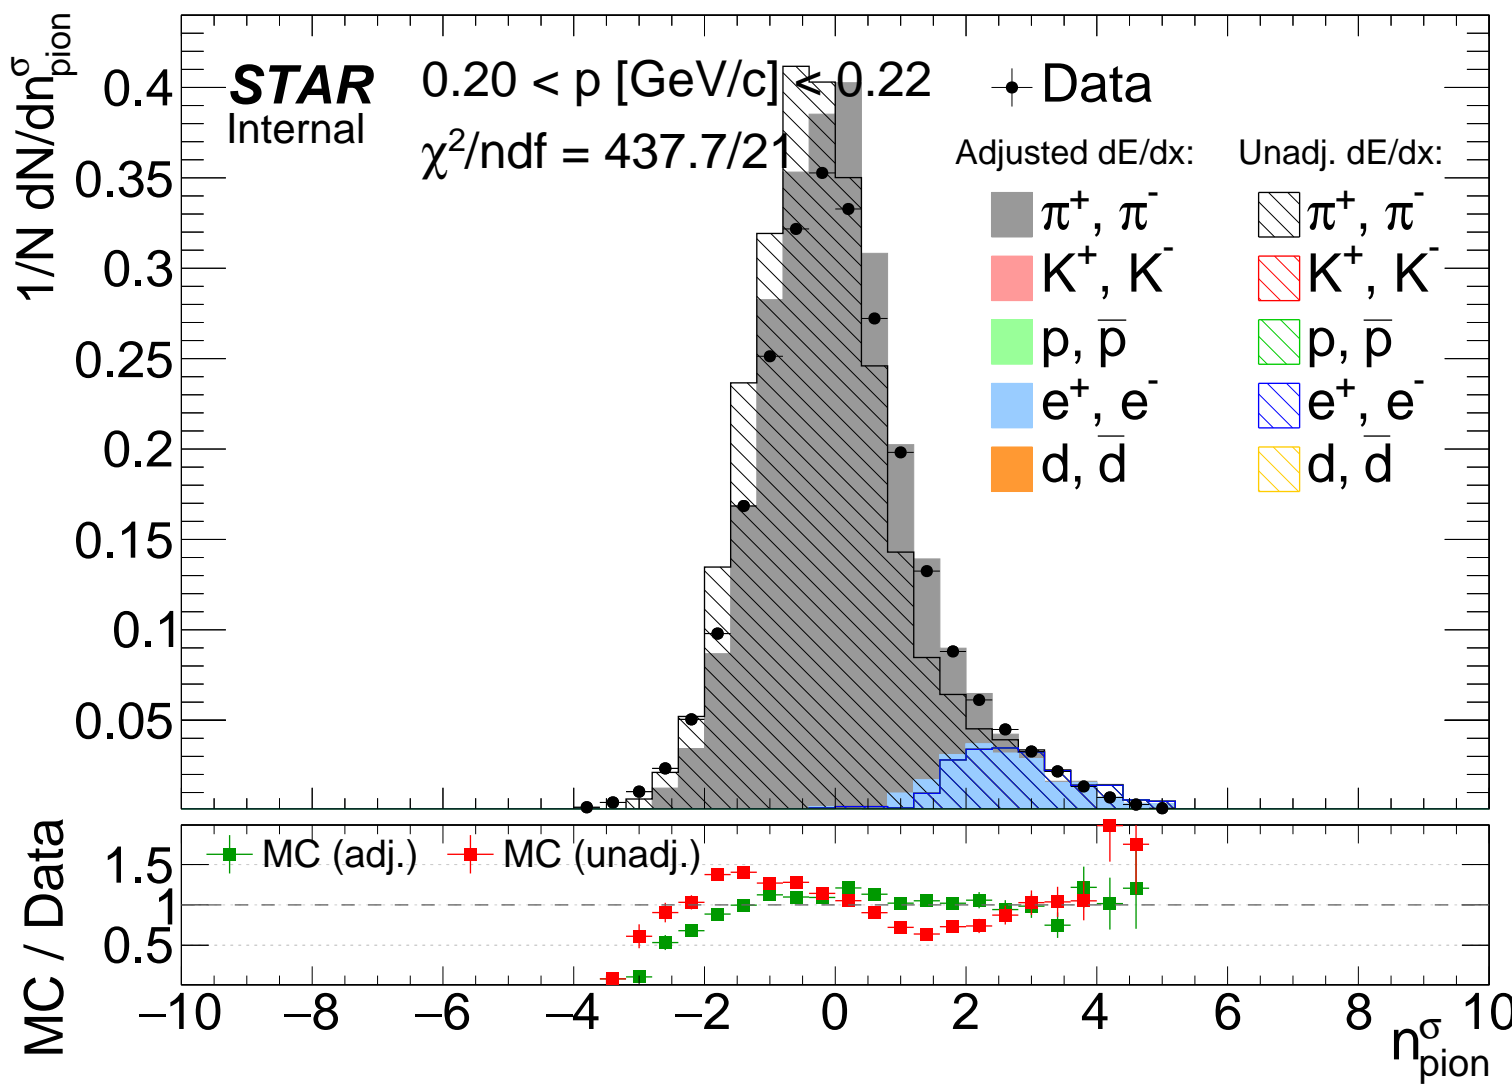 1/N dN/dn^σ_pion
STAR
Internal
0.20 < p [GeV/c] < 0.22
χ²/ndf = 437.7/21
Data
Adjusted dE/dx:
Unadj. dE/dx:
π⁺, π⁻
π⁺, π⁻
K⁺, K⁻
K⁺, K⁻
p, p̅
p, p̅
e⁺, e⁻
e⁺, e⁻
d, d̅
d, d̅
0.4
0.35
0.3
0.25
0.2
0.15
0.1
0.05
MC / Data
MC (adj.)
MC (unadj.)
1.5
1
0.5
−10 −8 −6 −4 −2 0 2 4 6 8 10
n^σ_pion